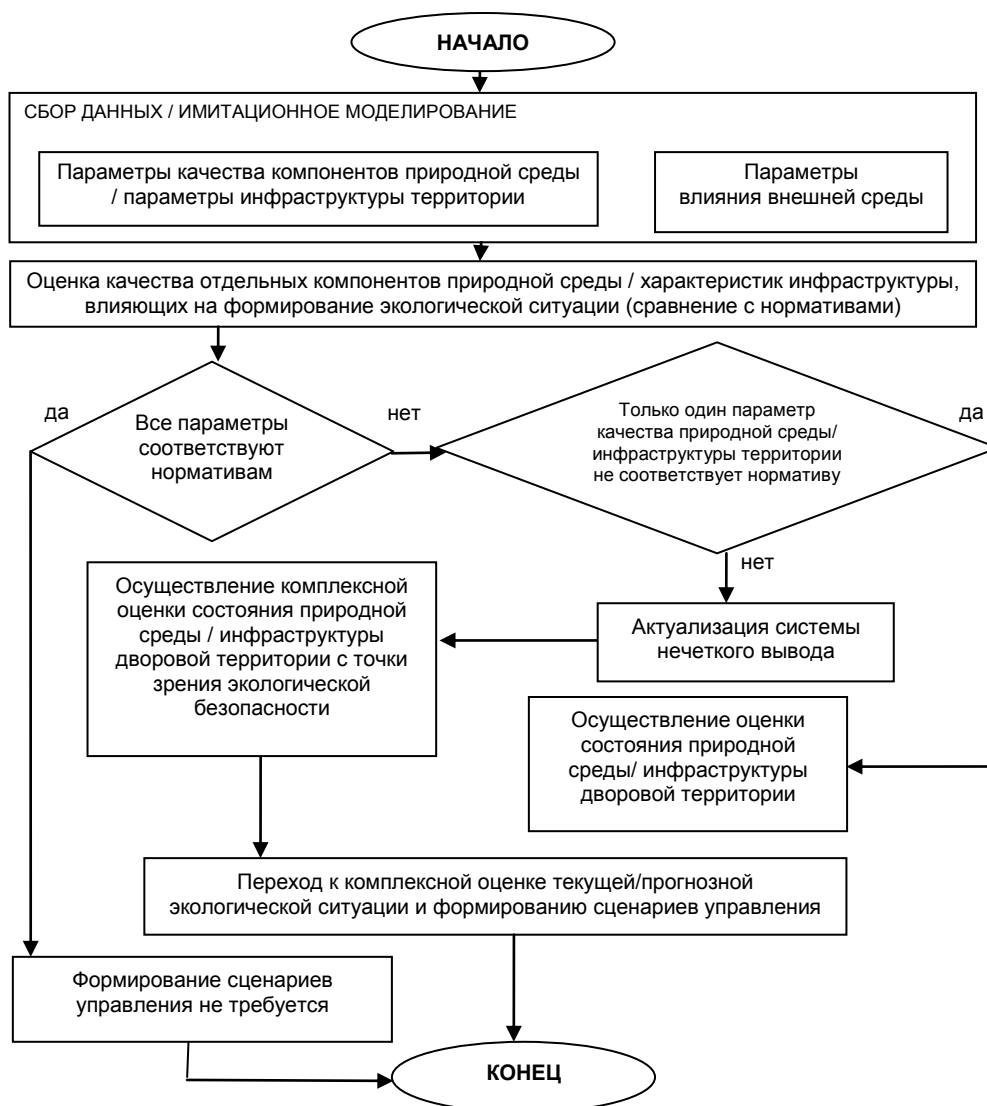 НАЧАЛО
СБОР ДАННЫХ / ИМИТАЦИОННОЕ МОДЕЛИРОВАНИЕ
Параметры качества компонентов природной среды
/ параметры инфраструктуры территории
Параметры
влияния внешней среды
Оценка качества отдельных компонентов природной среды / характеристик инфраструктуры,
влияющих на формирование экологической ситуации (сравнение с нормативами)
да
Все параметры
соответствуют
нормативам
нет
Только один параметр
качества природной среды/
инфраструктуры территории
не соответствует нормативу
да
нет
Осуществление комплексной
оценки состояния природной
среды / инфраструктуры
дворовой территории с точки
зрения экологической
безопасности
Актуализация системы
нечеткого вывода
Осуществление оценки
состояния природной
среды/ инфраструктуры
дворовой территории
Переход к комплексной оценке текущей/прогнозной
экологической ситуации и формированию сценариев управления
Формирование сценариев
управления не требуется
КОНЕЦ